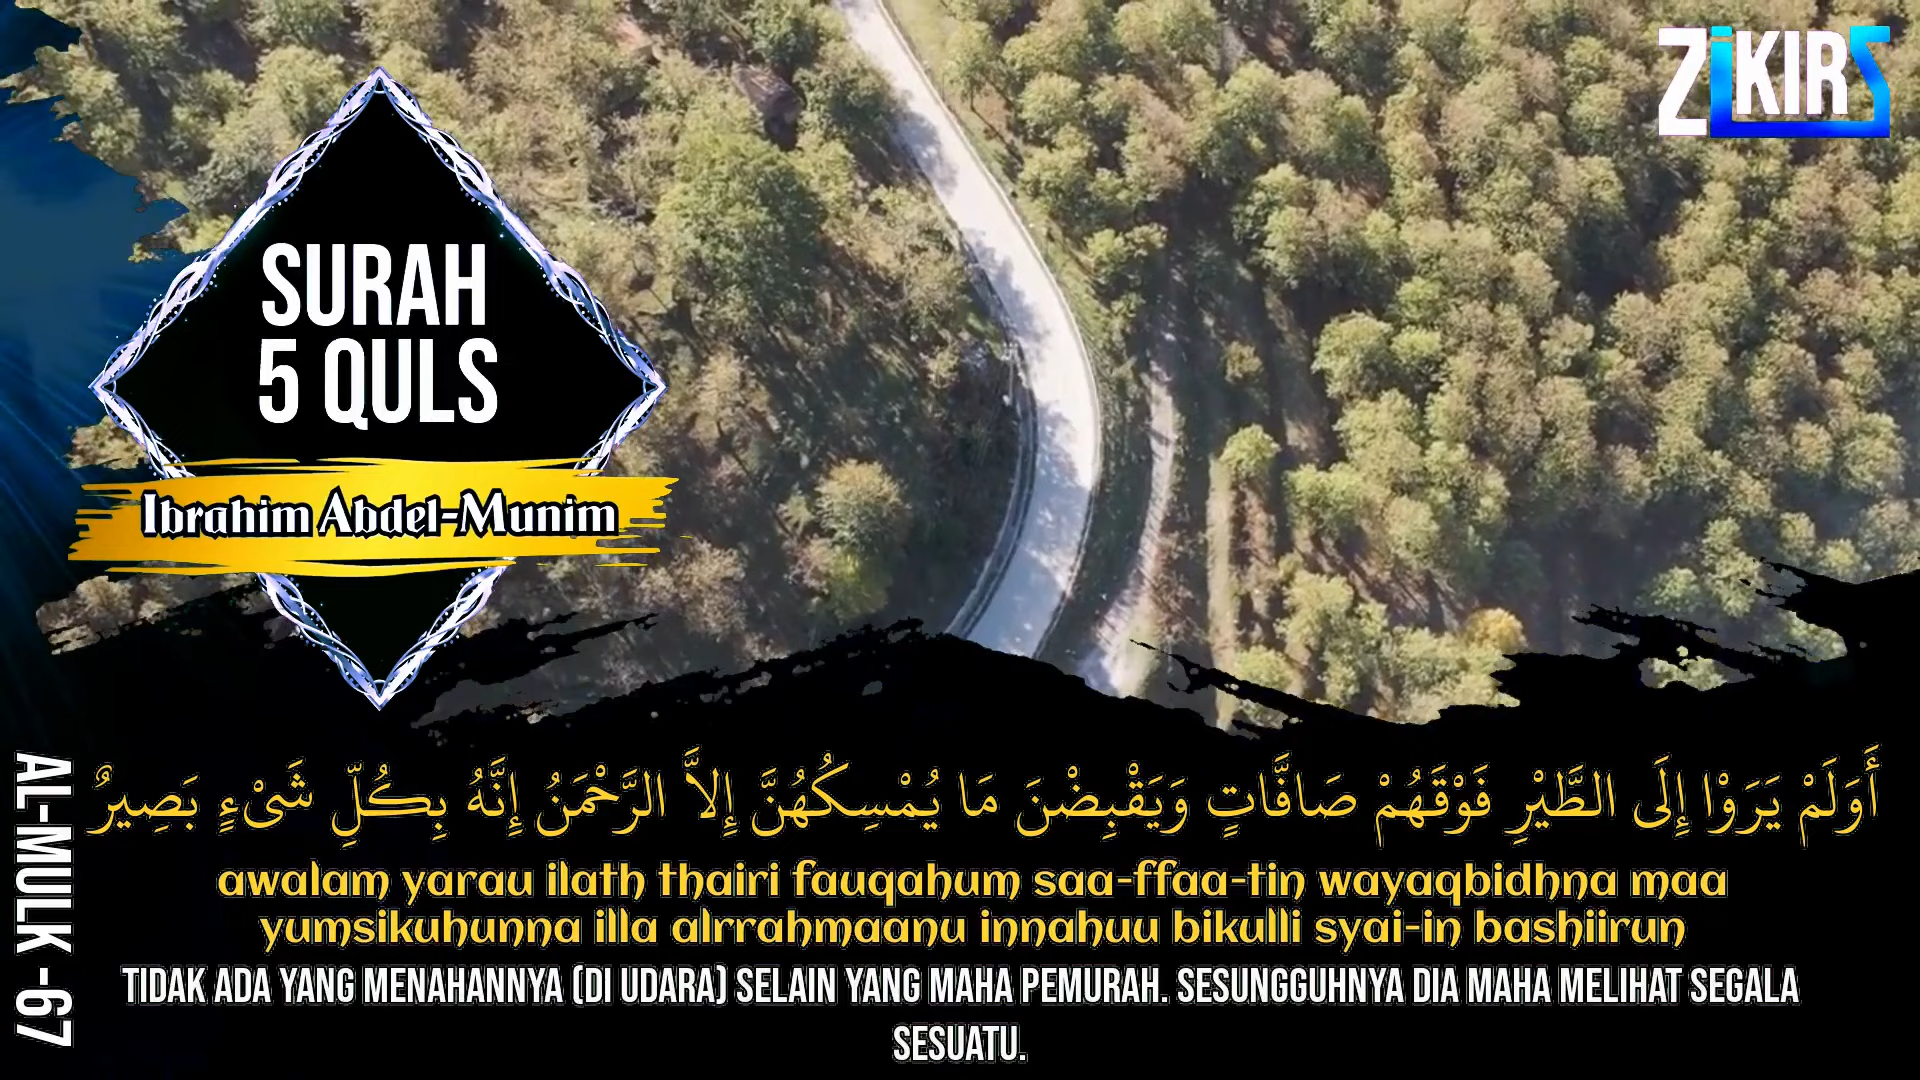 ZIKIRS
SURAH
5 QULS
Ibrahim Abdel-Munim
أَوَلَمْ يَرَوْا إِلَى الطَّيْرِ فَوْقَهُمْ صَافَّاتٍ وَيَقْبِضْنَ مَا يُمْسِكُهُنَّ إِلاَّ الرَّحْمَنُ إِنَّهُ بِكُلِّ شَىْءٍ بَصِيرٌ
awalam yarau ilath thairi fauqahum saa-ffaa-tin wayaqbidhna maa
yumsikuhunna illa alrrahmaanu innahuu bikulli syai-in bashiirun
TIDAK ADA YANG MENAHANNYA (DI UDARA) SELAIN YANG MAHA PEMURAH. SESUNGGUHNYA DIA MAHA MELIHAT SEGALA
SESUATU.
AL-MULK -67